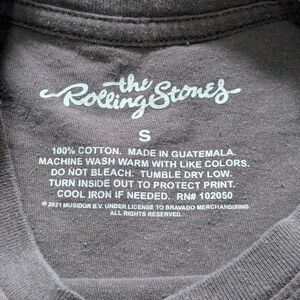 the
Rolling Stones
S
100% COTTON. MADE IN GUATEMALA.
MACHINE WASH WARM WITH LIKE COLORS.
DO NOT BLEACH. TUMBLE DRY LOW.
TURN INSIDE OUT TO PROTECT PRINT.
COOL IRON IF NEEDED. RN# 102050
© 2021 MUSIDOR B.V. UNDER LICENSE TO BRAVADO MERCHANDISING.
ALL RIGHTS RESERVED.